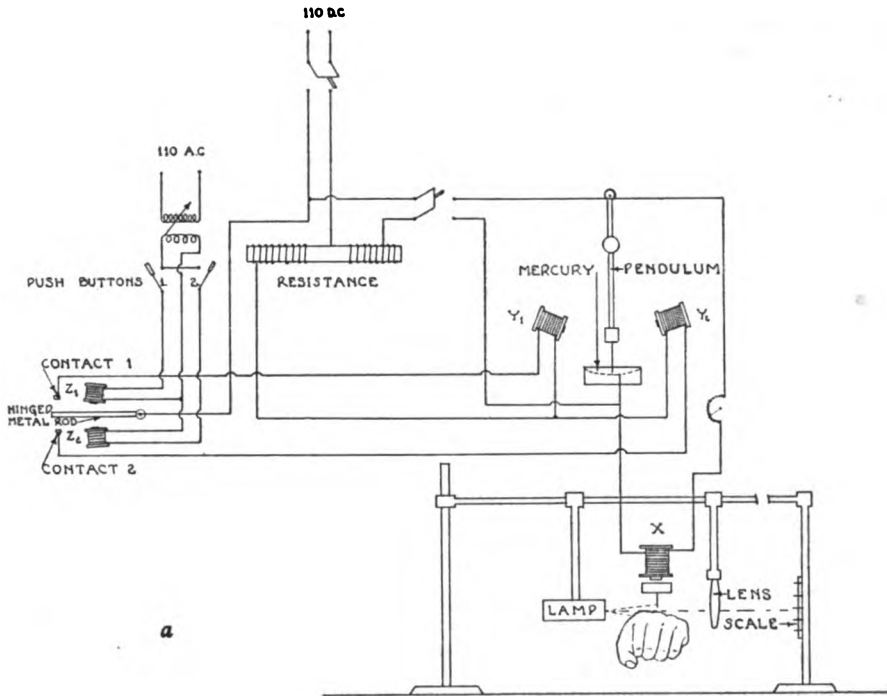 110 D.C
110 A.C
PUSH BUTTONS
1
2
RESISTANCE
MERCURY
PENDULUM
Y₁
Y₂
CONTACT 1
Z₁
HINGED
METAL ROD
Z₂
CONTACT 2
X
LAMP
LENS
SCALE
a